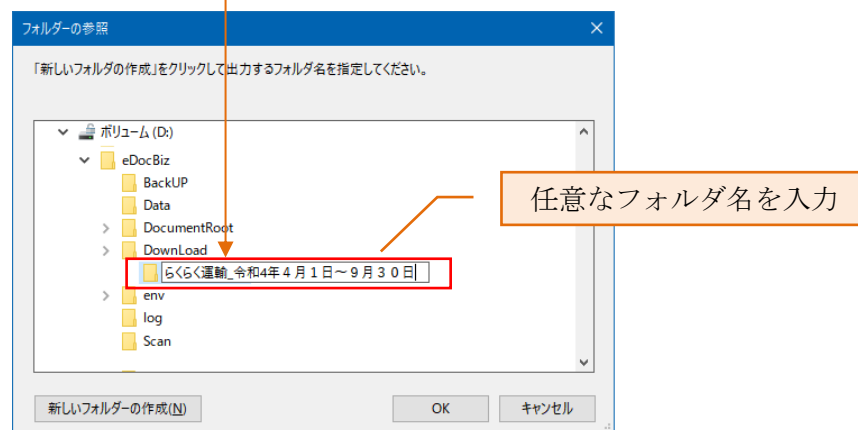 フォルダーの参照
「新しいフォルダの作成」をクリックして出力するフォルダ名を指定してください。
ボリューム (D:)
eDocBiz
BackUP
Data
任意なフォルダ名を入力
DocumentRoot
DownLoad
らくらく運輸_令和4年４月１日～９月３０日
env
log
Scan
新しいフォルダーの作成(N)
OK
キャンセル